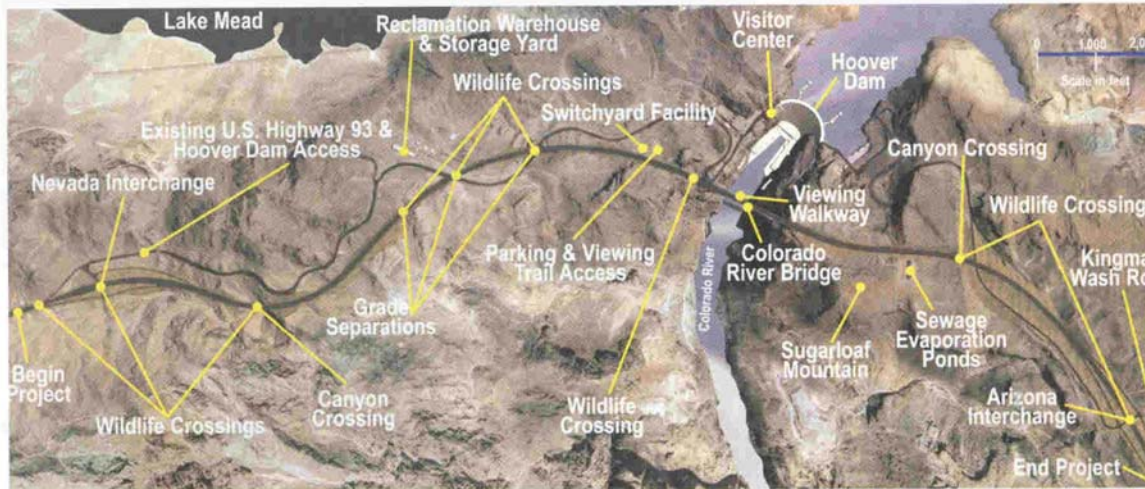 Lake Mead
Reclamation Warehouse
& Storage Yard
Visitor
Center
Hoover
Dam
0 1,000
Scale in feet
Wildlife Crossings
Switchyard Facility
Existing U.S. Highway 93 &
Hoover Dam Access
Canyon Crossing
Nevada Interchange
Viewing
Walkway
Wildlife Crossing
Parking & Viewing
Trail Access
Colorado
River Bridge
Colorado River
Grade
Separations
Sugarloaf
Mountain
Sewage
Evaporation
Ponds
Begin
Project
Wildlife Crossings
Canyon
Crossing
Wildlife
Crossing
Arizona
Interchange
End Project